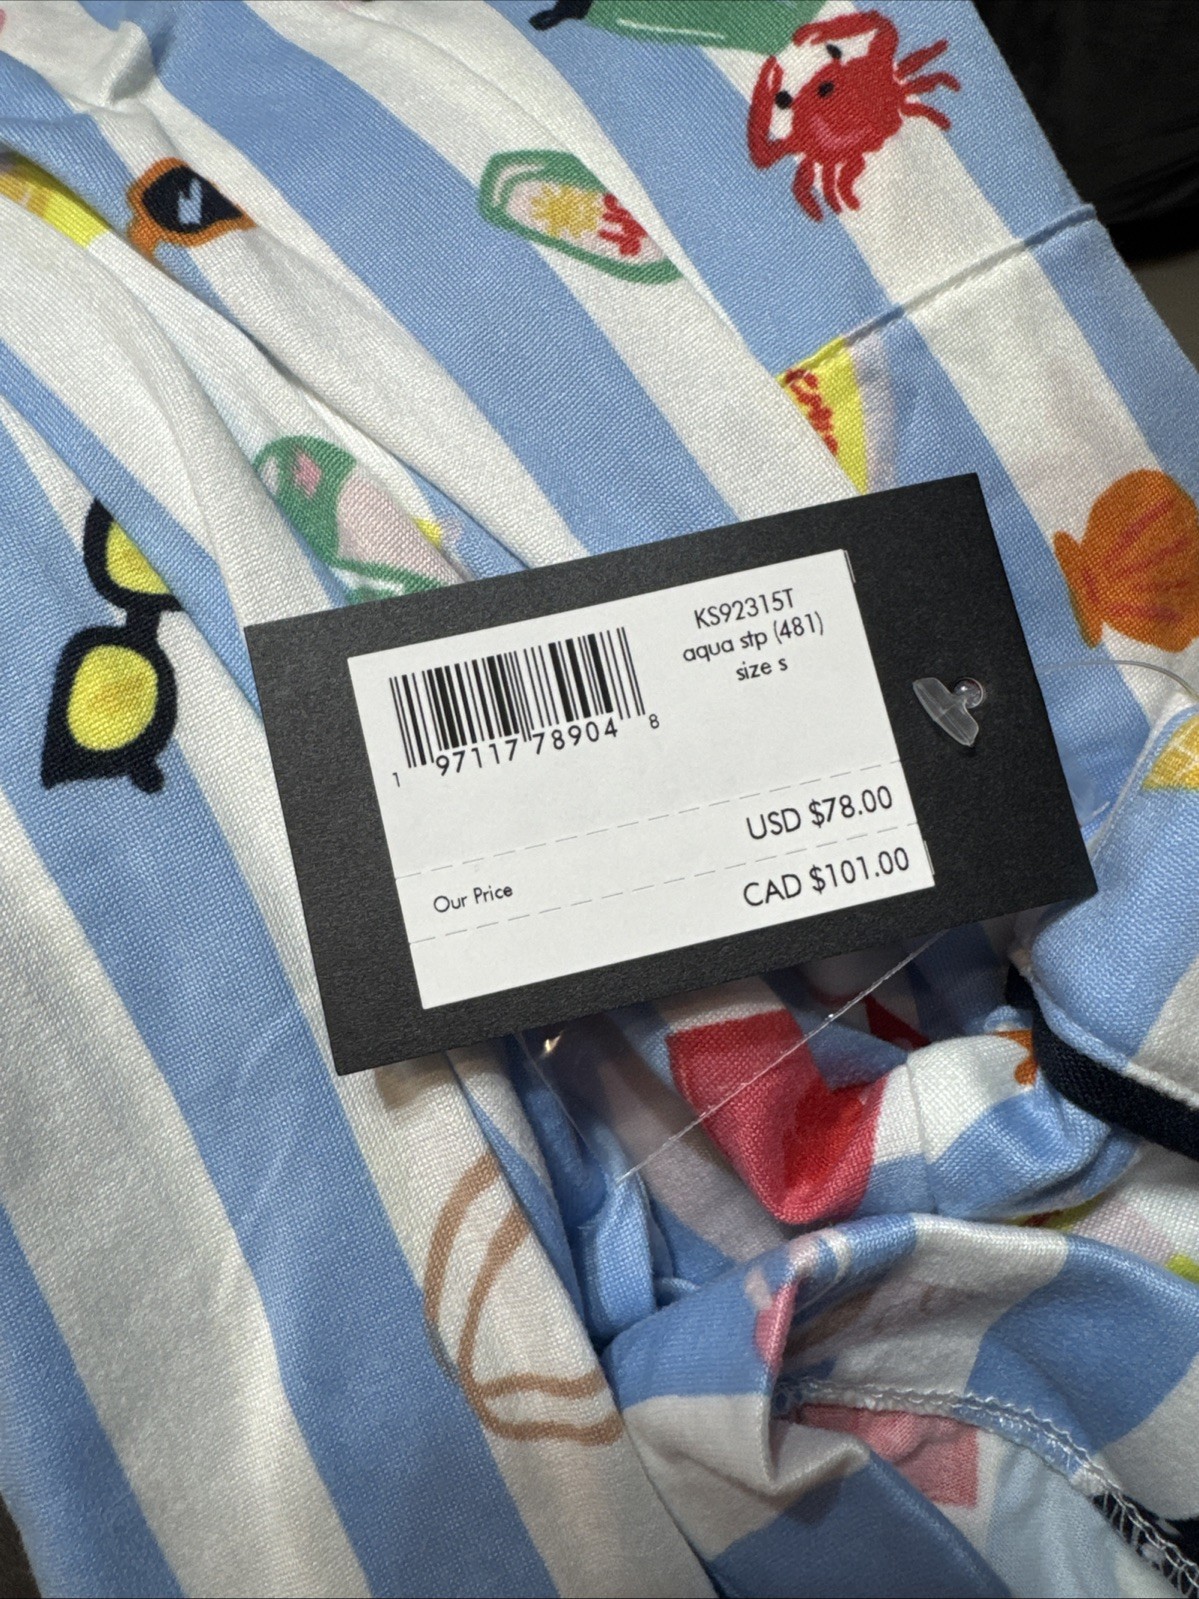 KS92315T
aqua stp (481)
size s
1 97117 78904 8
USD $78.00
Our Price CAD $101.00